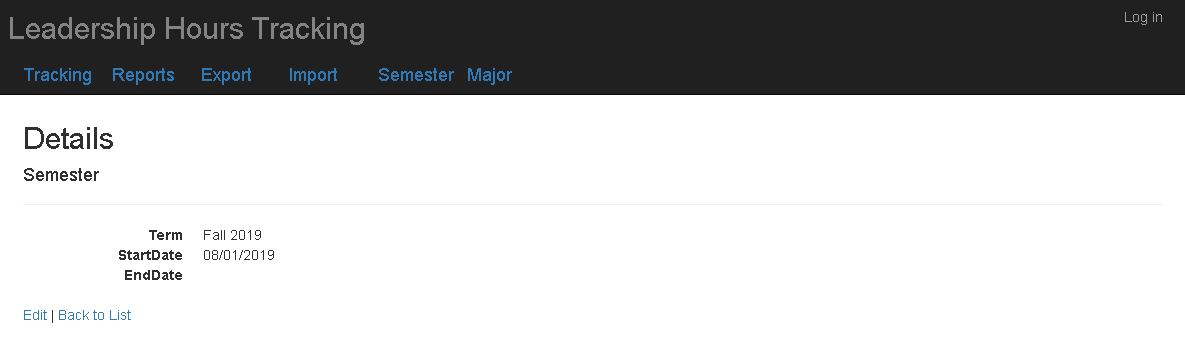 Leadership Hours Tracking
Log in
Tracking Reports Export Import Semester Major
Details
Semester
Term Fall 2019
StartDate 08/01/2019
EndDate
Edit | Back to List